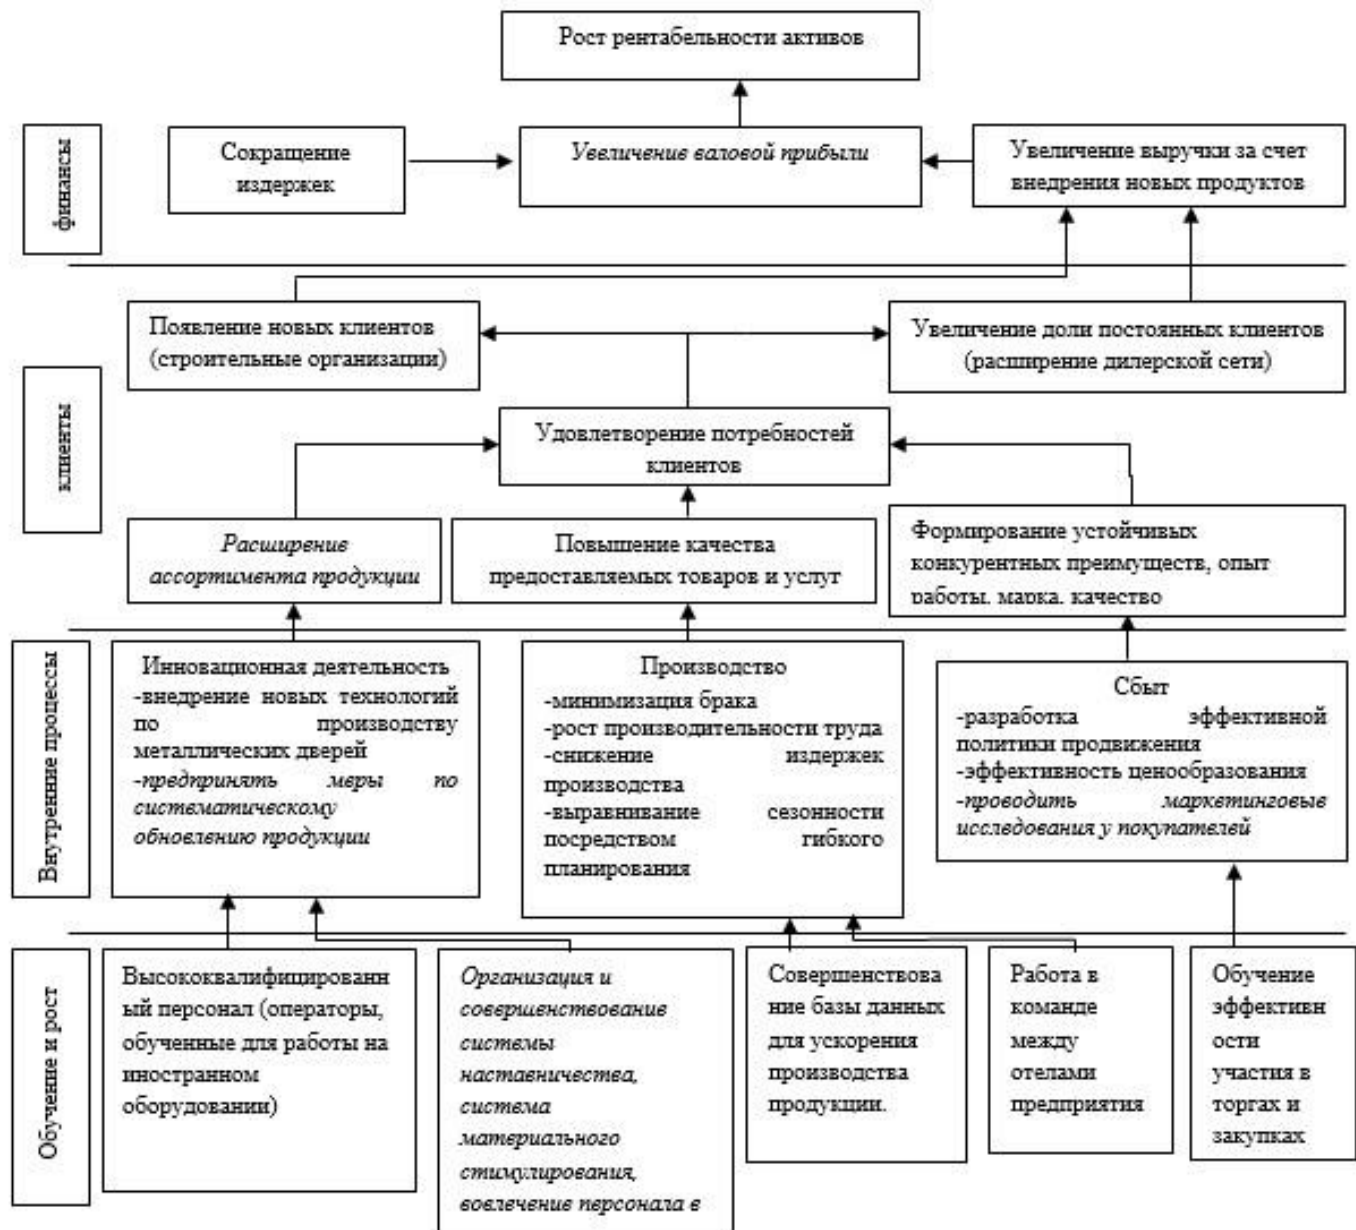 Рост рентабельности активов
финансы
Сокращение
издержек
Увеличение валовой прибыли
Увеличение выручки за счет
внедрения новых продуктов
клиенты
Появление новых клиентов
(строительные организации)
Увеличение доли постоянных клиентов
(расширение дилерской сети)
Удовлетворение потребностей
клиентов
Расширение
ассортимента продукции
Повышение качества
предоставляемых товаров и услуг
Формирование устойчивых
конкурентных преимуществ, опыт
работы, марка, качество
Внутренние процессы
Инновационная деятельность
-внедрение новых технологий
по производству
металлических дверей
-предпринять меры по
систематическому
обновлению продукции
Производство
-минимизация брака
-рост производительности труда
-снижение издержек
производства
-выравнивание сезонности
посредством гибкого
планирования
Сбыт
-разработка эффективной
политики продвижения
-эффективность ценообразования
-проводить маркетинговые
исследования у покупателей
Обучение и рост
Высококвалифицированн
ый персонал (операторы,
обученные для работы на
иностранном
оборудовании)
Организация и
совершенствование
системы
наставничества,
система
материального
стимулирования,
вовлечение персонала в
Совершенствова
ние базы данных
для ускорения
производства
продукции.
Работа в
команде
между
отелами
предприятия
Обучение
эффективн
ости
участия в
торгах и
закупках